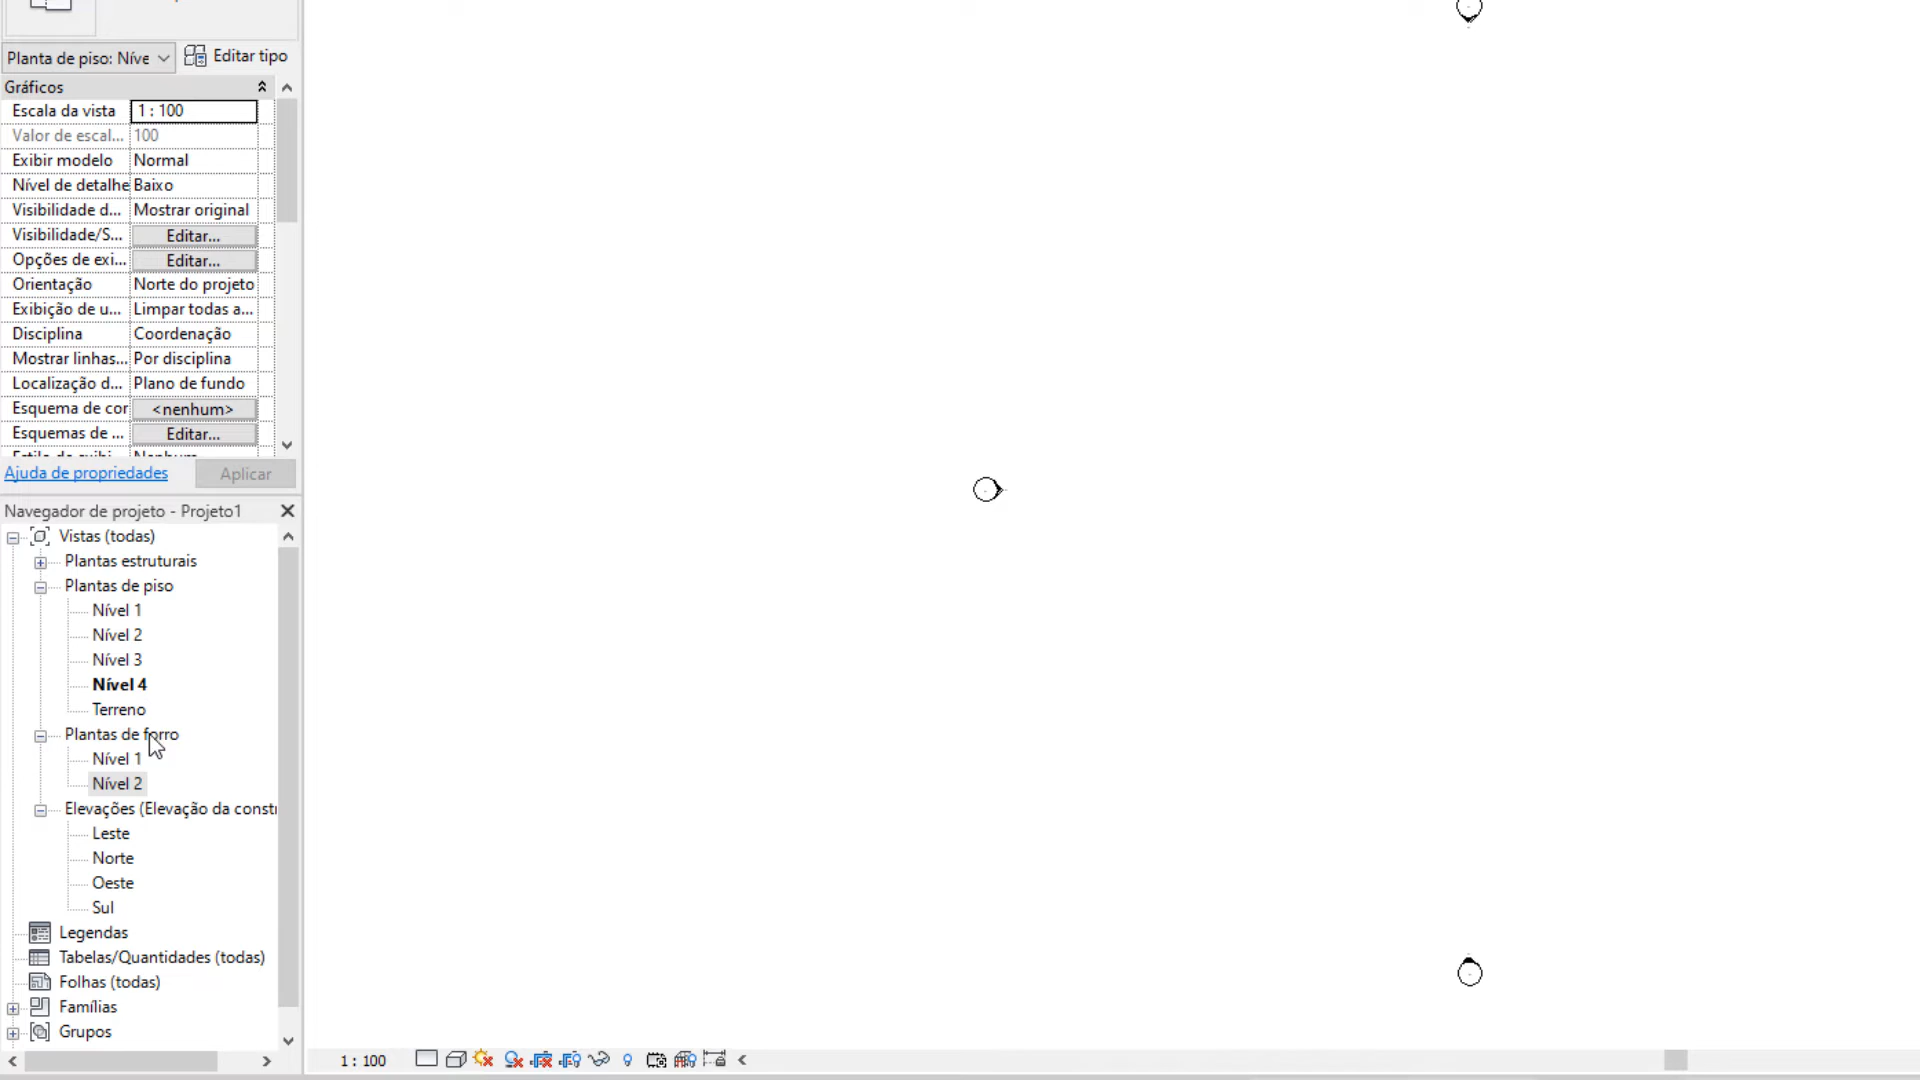 Planta de piso: Níve
Editar tipo
Gráficos
Escala da vista 1 : 100
Valor de escal... 100
Exibir modelo Normal
Nível de detalhe Baixo
Visibilidade d... Mostrar original
Visibilidade/S... Editar...
Opções de exi... Editar...
Orientação Norte do projeto
Exibição de u... Limpar todas a...
Disciplina Coordenação
Mostrar linhas... Por disciplina
Localização d... Plano de fundo
Esquema de cor <nenhum>
Esquemas de ... Editar...
Ajuda de propriedades Aplicar
Navegador de projeto - Projeto1
Vistas (todas)
Plantas estruturais
Plantas de piso
Nível 1
Nível 2
Nível 3
Nível 4
Terreno
Plantas de forro
Nível 1
Nível 2
Elevações (Elevação da constr
Leste
Norte
Oeste
Sul
Legendas
Tabelas/Quantidades (todas)
Folhas (todas)
Famílias
Grupos
1 : 100